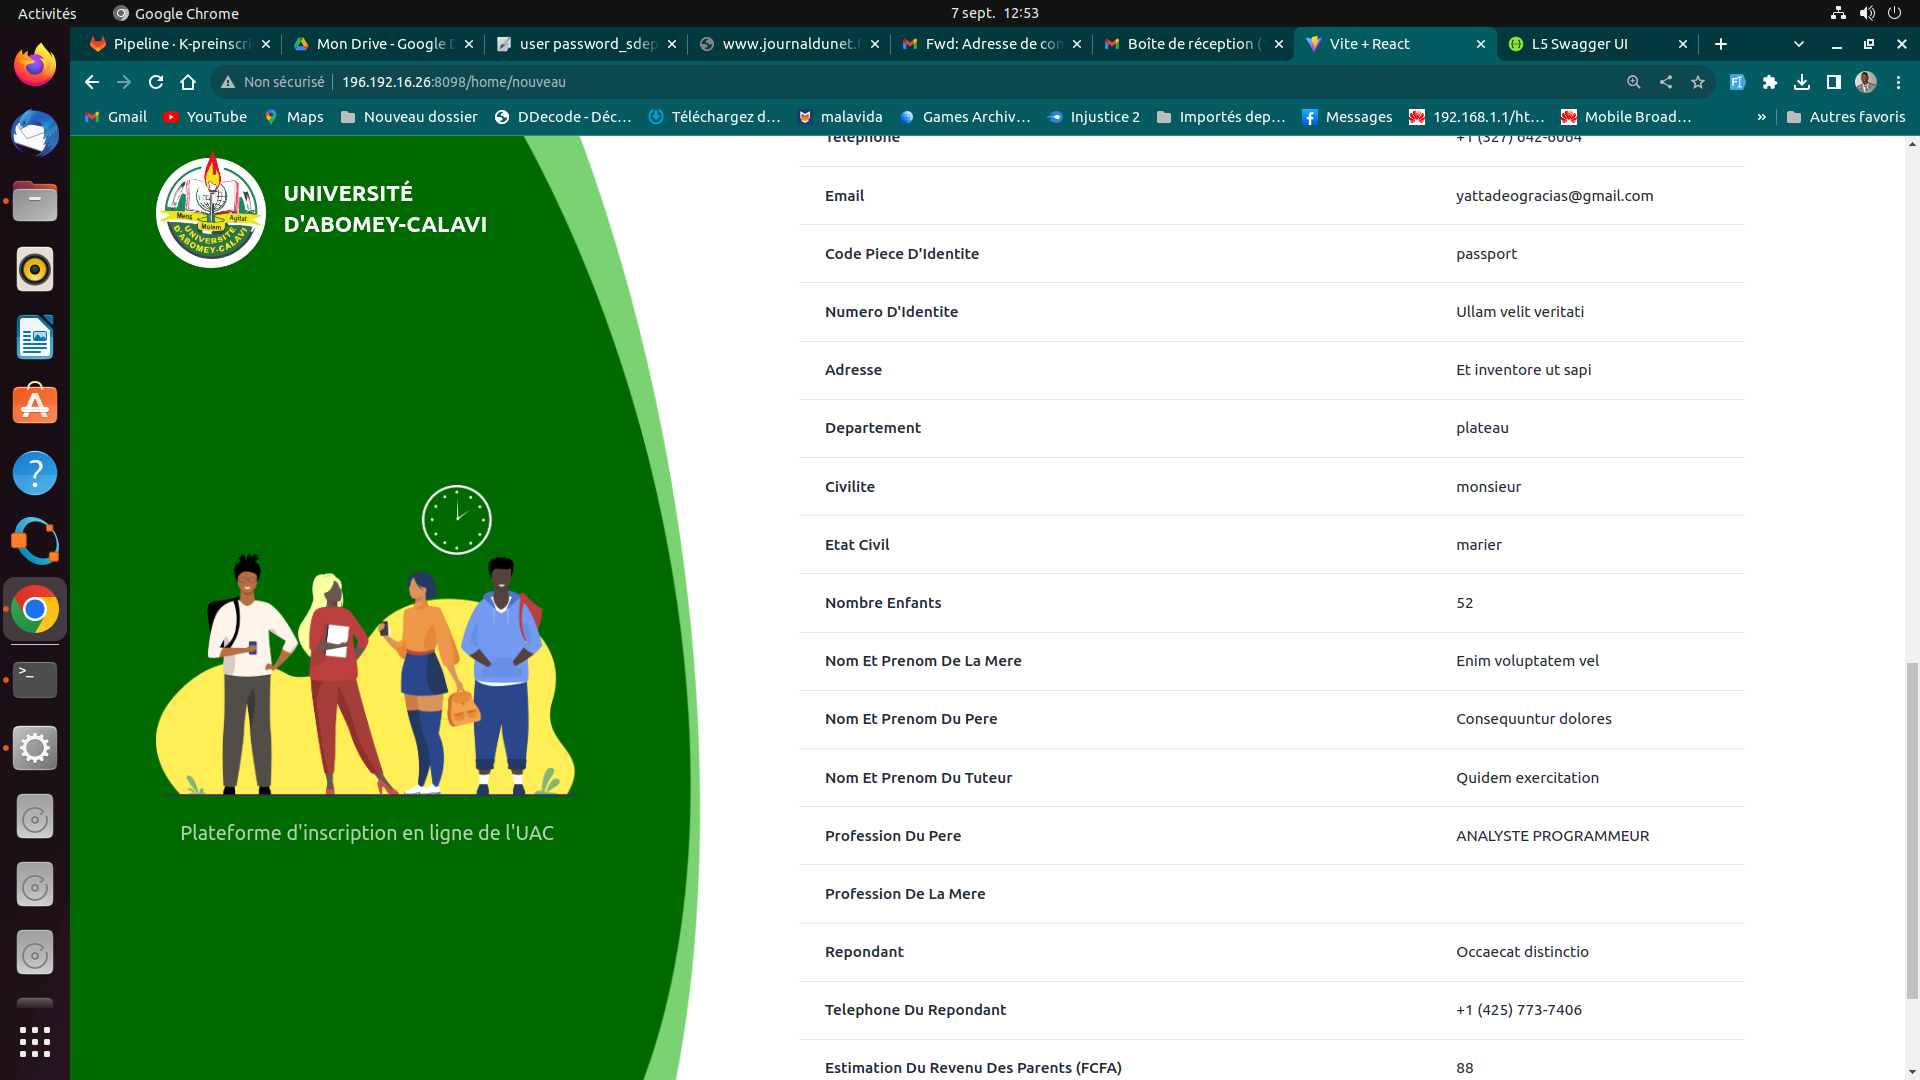 Activités
Google Chrome
7 sept. 12:53
Pipeline · K-preinscri
Mon Drive - Google D
user password_sdep
www.journaldunet.f
Fwd: Adresse de con
Boîte de réception (
Vite + React
L5 Swagger UI
Non sécurisé
196.192.16.26:8098/home/nouveau
Gmail
YouTube
Maps
Nouveau dossier
DDecode - Déc…
Téléchargez d…
malavida
Games Archiv…
Injustice 2
Importés dep…
Messages
192.168.1.1/ht…
Mobile Broad…
»
Autres favoris
Mens Agitat
Molem
UNIVERSITE
D'ABOMEY-CALAVI
UNIVERSITÉ
D'ABOMEY-CALAVI
Plateforme d'inscription en ligne de l'UAC
Telephone +1 (327) 642-6064
Email yattadeogracias@gmail.com
Code Piece D'Identite passport
Numero D'Identite Ullam velit veritati
Adresse Et inventore ut sapi
Departement plateau
Civilite monsieur
Etat Civil marier
Nombre Enfants 52
Nom Et Prenom De La Mere Enim voluptatem vel
Nom Et Prenom Du Pere Consequuntur dolores
Nom Et Prenom Du Tuteur Quidem exercitation
Profession Du Pere ANALYSTE PROGRAMMEUR
Profession De La Mere
Repondant Occaecat distinctio
Telephone Du Repondant +1 (425) 773-7406
Estimation Du Revenu Des Parents (FCFA) 88